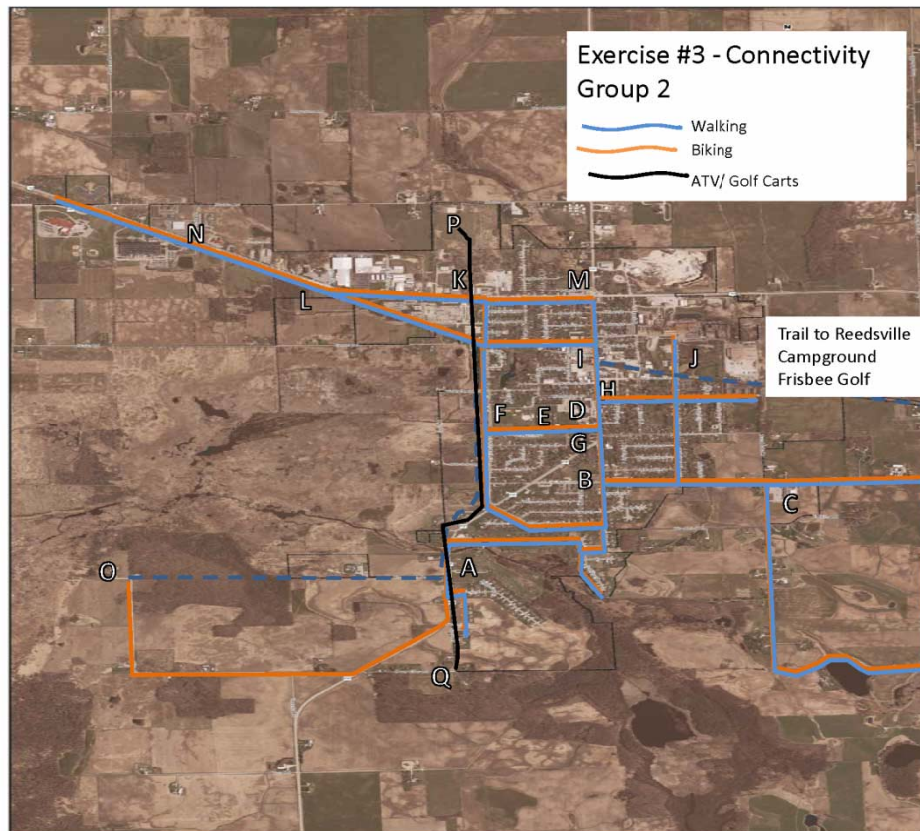 Exercise #3 - Connectivity
Group 2
Walking
Biking
ATV/ Golf Carts
P
N
K
M
L
Trail to Reedsville
Campground
Frisbee Golf
I
J
H
F
E
D
G
B
C
O
A
Q